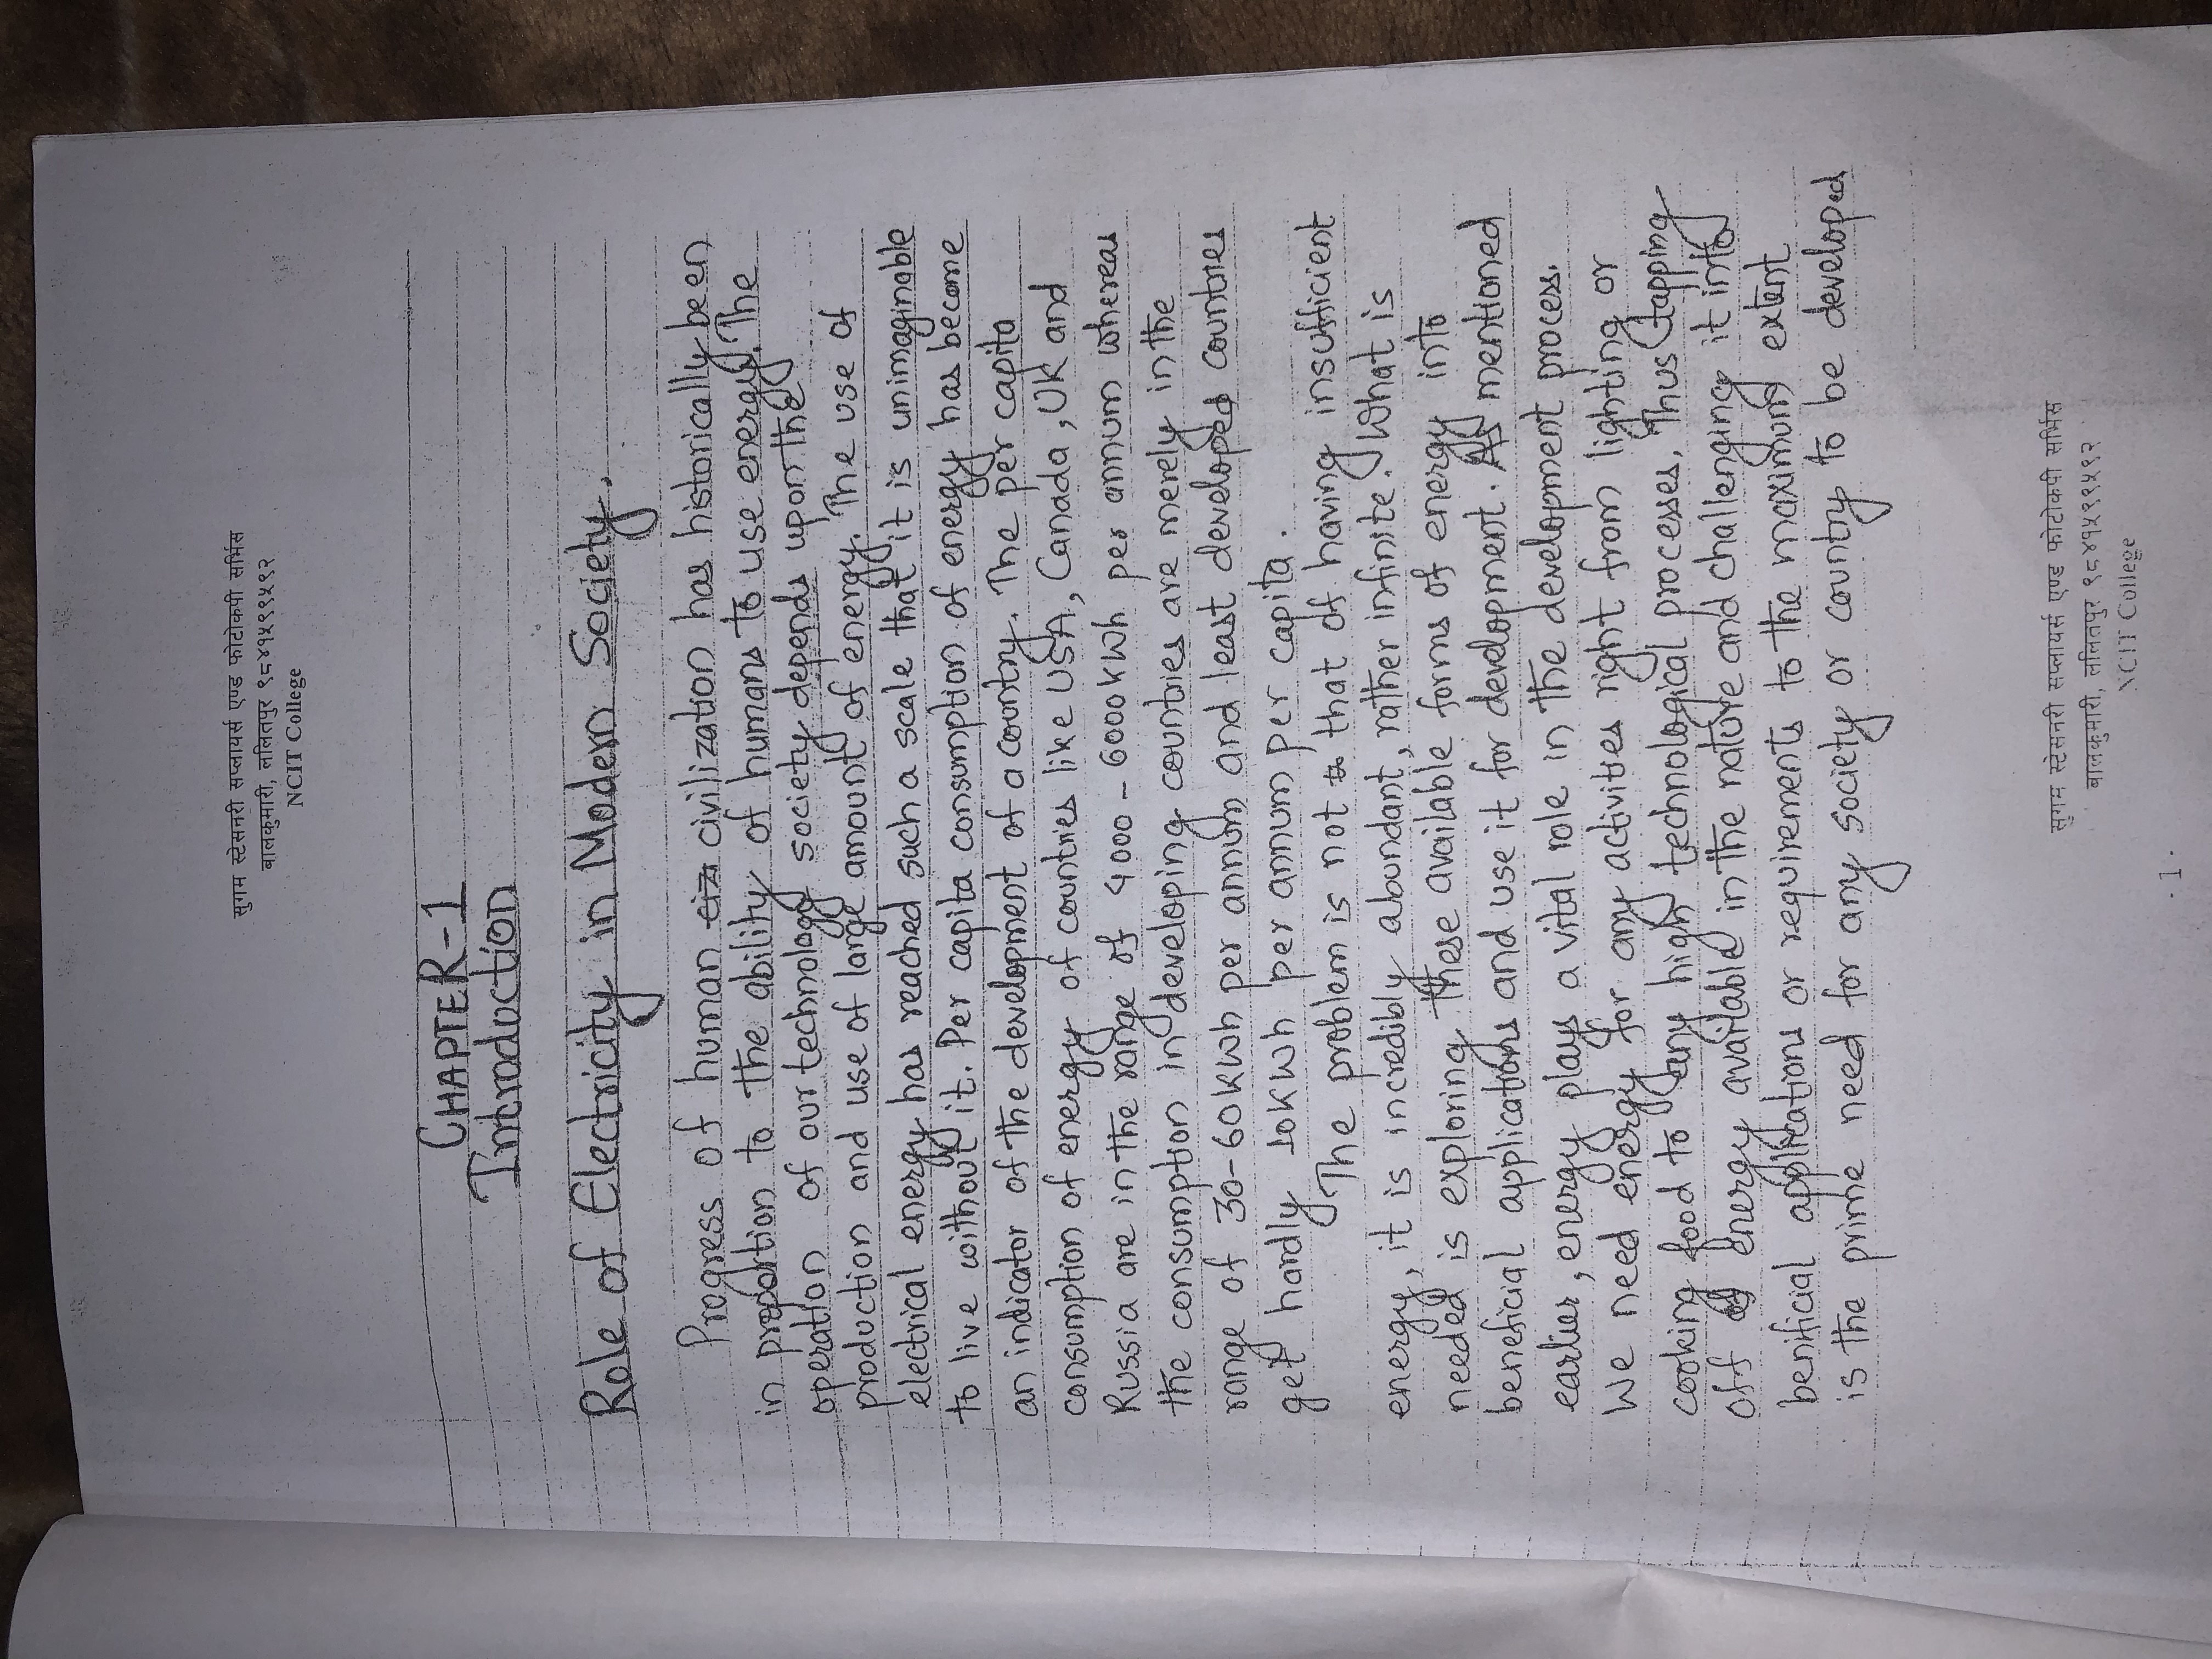 सुगम स्टेसनरी सप्लायर्स एण्ड फोटोकपी सर्भिस
बालकुमारी, ललितपुर ९८४१५९९५९२
NCIT College
CHAPTER-1
Introduction
Role of Electricity in Modern Society.
Progress of human civilization has historically been
in proportion to the ability of humans to use energy. The
operation of our technology society depends upon the
production and use of large amount of energy. The use of
electrical energy has reached such a scale that it is unimaginable
to live without it. Per capita consumption of energy has become
an indicator of the development of a country. The per capita
consumption of energy of countries like USA, Canada, UK and
Russia are in the range of 4000 - 6000 kWh per annum whereas
the consumption in developing countries are merely in the
range of 30-60 kWh per annum and least developed countries
get hardly 10 kWh per annum per capita.
The problem is not that of having insufficient
energy, it is incredibly abundant, rather infinite. What is
needed is exploring these available forms of energy into
beneficial applications and use it for development. As mentioned
earlier, energy plays a vital role in the development process.
We need energy for any activities right from lighting or
cooking food to any high technological processes. Thus tapping
off of energy available in the nature and challenging it into
benificial applications or requirements to the maximum extent
is the prime need for any society or country to be developed
सुगम स्टेसनरी सप्लायर्स एण्ड फोटोकपी सर्भिस
बालकुमारी, ललितपुर ९८४१५९९५९२
NCIT College
. 1 .